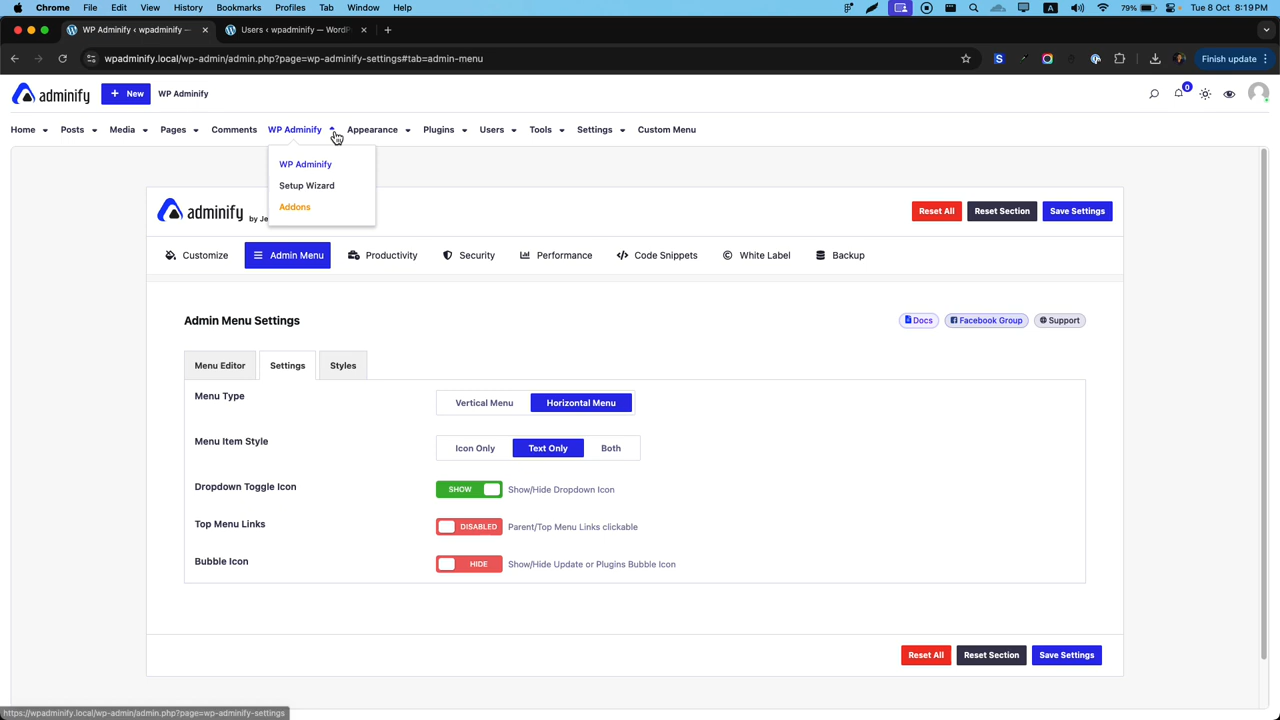 Chrome File Edit View History Bookmarks Profiles Tab Window Help A 79% Tue 8 Oct 8:19 PM
WP Adminify ‹ wpadminify — Users ‹ wpadminify — WordP
wpadminify.local/wp-admin/admin.php?page=wp-adminify-settings#tab=admin-menu Finish update
adminify + New WP Adminify 0
Home Posts Media Pages Comments WP Adminify Appearance Plugins Users Tools Settings Custom Menu
WP Adminify
Setup Wizard
Addons
adminify by Je
Reset All Reset Section Save Settings
Customize Admin Menu Productivity Security Performance Code Snippets White Label Backup
Admin Menu Settings Docs Facebook Group Support
Menu Editor Settings Styles
Menu Type Vertical Menu Horizontal Menu
Menu Item Style Icon Only Text Only Both
Dropdown Toggle Icon SHOW Show/Hide Dropdown Icon
Top Menu Links DISABLED Parent/Top Menu Links clickable
Bubble Icon HIDE Show/Hide Update or Plugins Bubble Icon
Reset All Reset Section Save Settings
https://wpadminify.local/wp-admin/admin.php?page=wp-adminify-settings